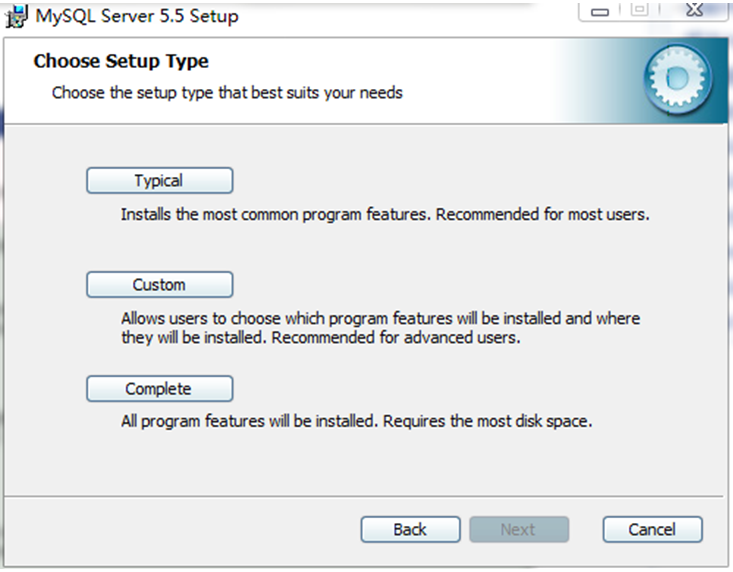 MySQL Server 5.5 Setup
Choose Setup Type
Choose the setup type that best suits your needs
Typical
Installs the most common program features. Recommended for most users.
Custom
Allows users to choose which program features will be installed and where
they will be installed. Recommended for advanced users.
Complete
All program features will be installed. Requires the most disk space.
Back
Next
Cancel